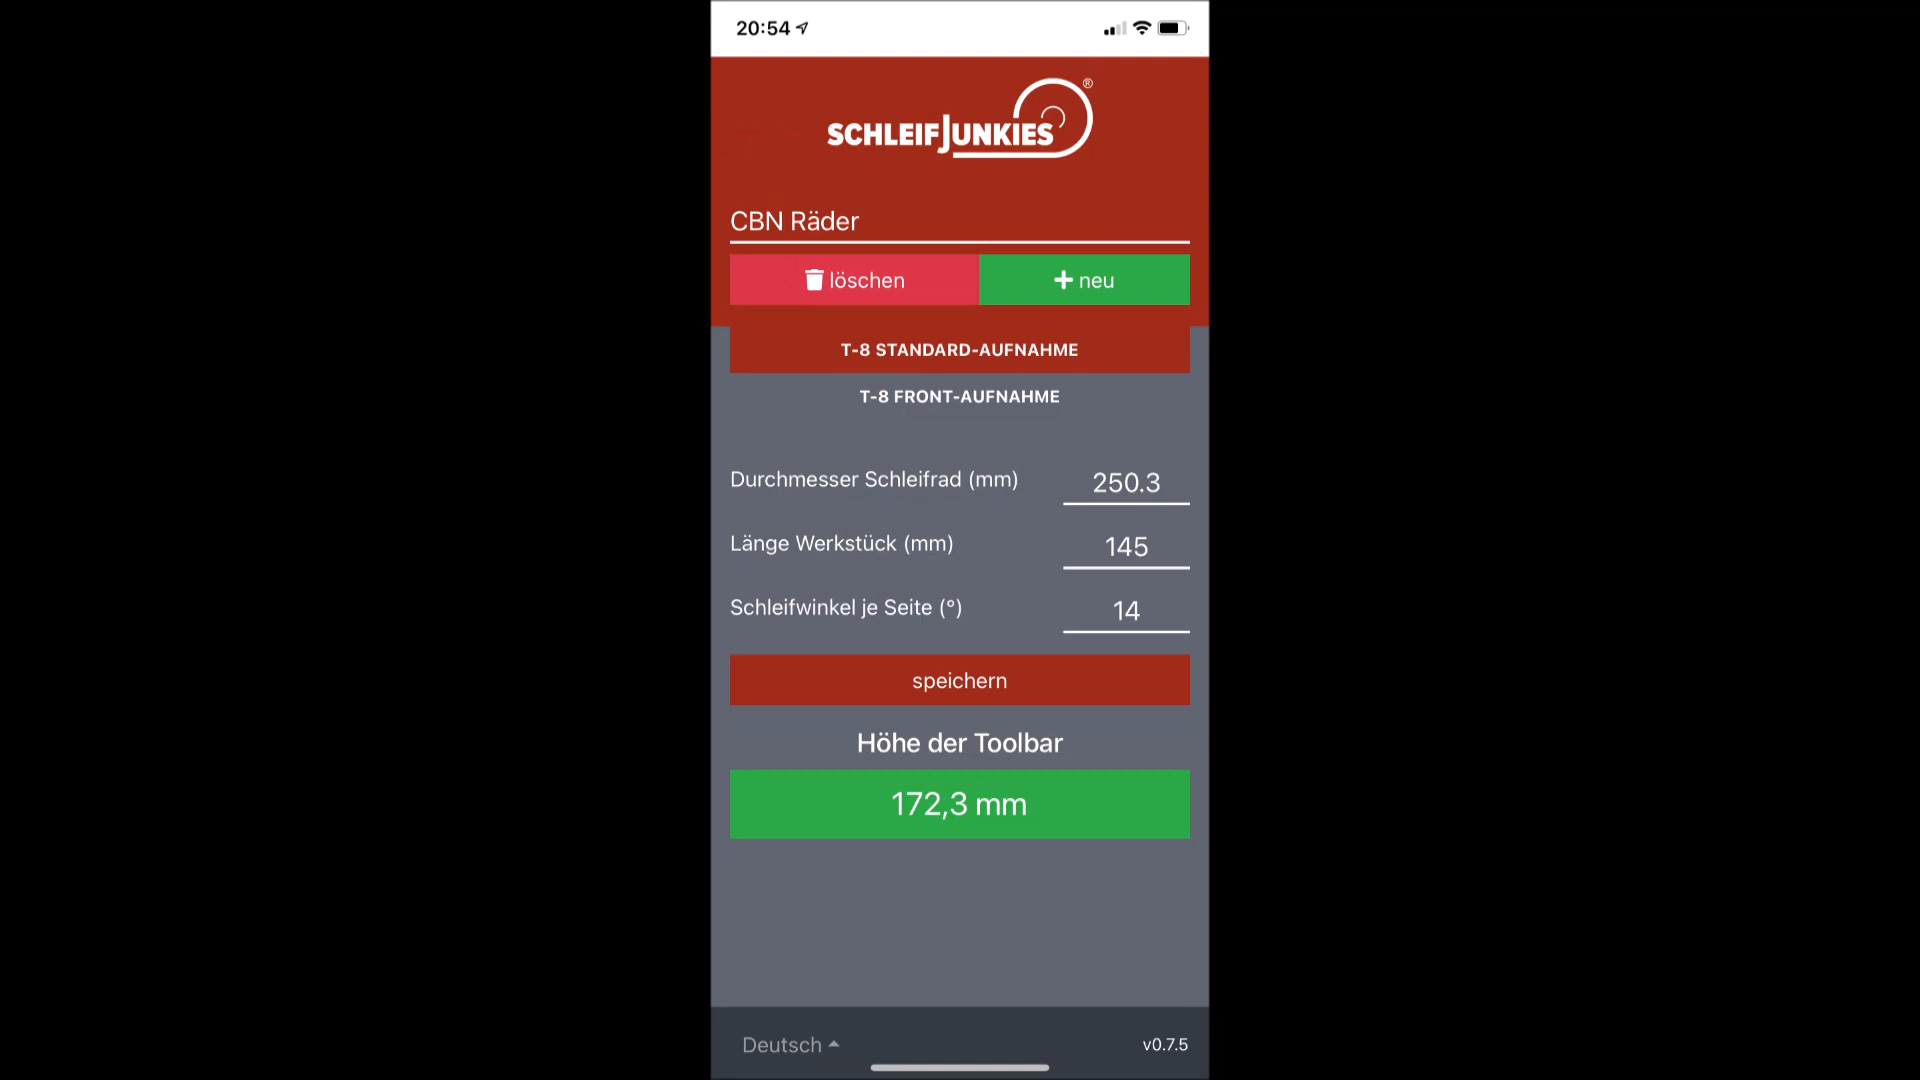 20:54
SCHLEIFJUNKIES®
CBN Räder
löschen
neu
T-8 STANDARD-AUFNAHME
T-8 FRONT-AUFNAHME
Durchmesser Schleifrad (mm) 250.3
Länge Werkstück (mm) 145
Schleifwinkel je Seite (°) 14
speichern
Höhe der Toolbar
172,3 mm
Deutsch v0.7.5